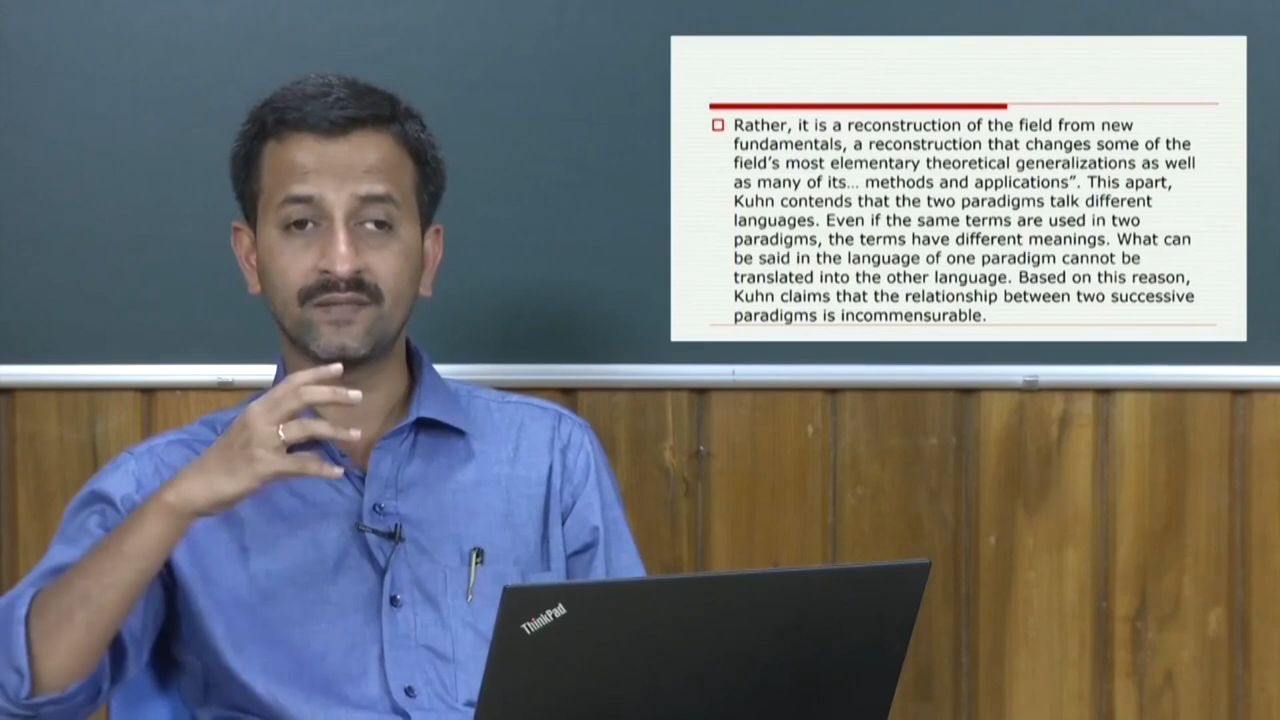 Rather, it is a reconstruction of the field from new
fundamentals, a reconstruction that changes some of the
field's most elementary theoretical generalizations as well
as many of its... methods and applications”. This apart,
Kuhn contends that the two paradigms talk different
languages. Even if the same terms are used in two
paradigms, the terms have different meanings. What can
be said in the language of one paradigm cannot be
translated into the other language. Based on this reason,
Kuhn claims that the relationship between two successive
paradigms is incommensurable.
ThinkPad